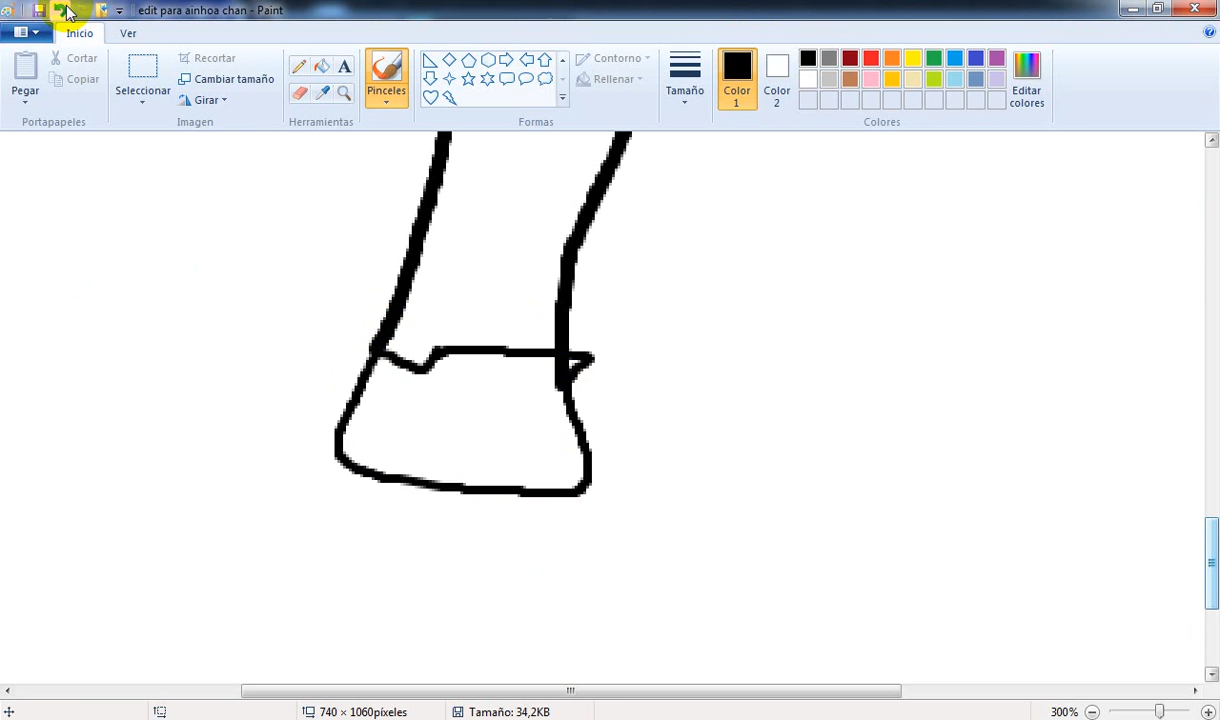 edit para ainhoa chan - Paint
Inicio
Ver
Pegar
Cortar
Copiar
Portapapeles
Seleccionar
Recortar
Cambiar tamaño
Girar
Imagen
A
Herramientas
Pinceles
Contorno
Rellenar
Formas
Tamaño
Color
1
Color
2
Editar
colores
Colores
740 × 1060píxeles
Tamaño: 34,2KB
300%